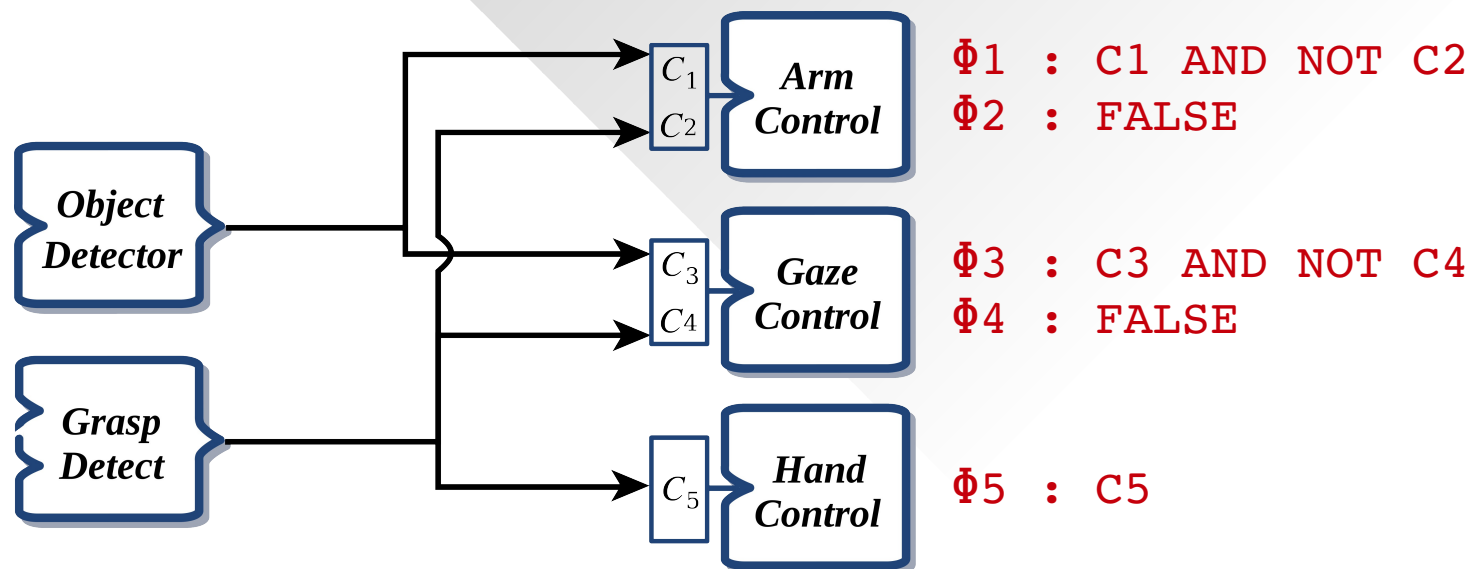 Object
Detector
Grasp
Detect
C1
C2
Arm
Control
Φ1 : C1 AND NOT C2
Φ2 : FALSE
C3
C4
Gaze
Control
Φ3 : C3 AND NOT C4
Φ4 : FALSE
C5
Hand
Control
Φ5 : C5